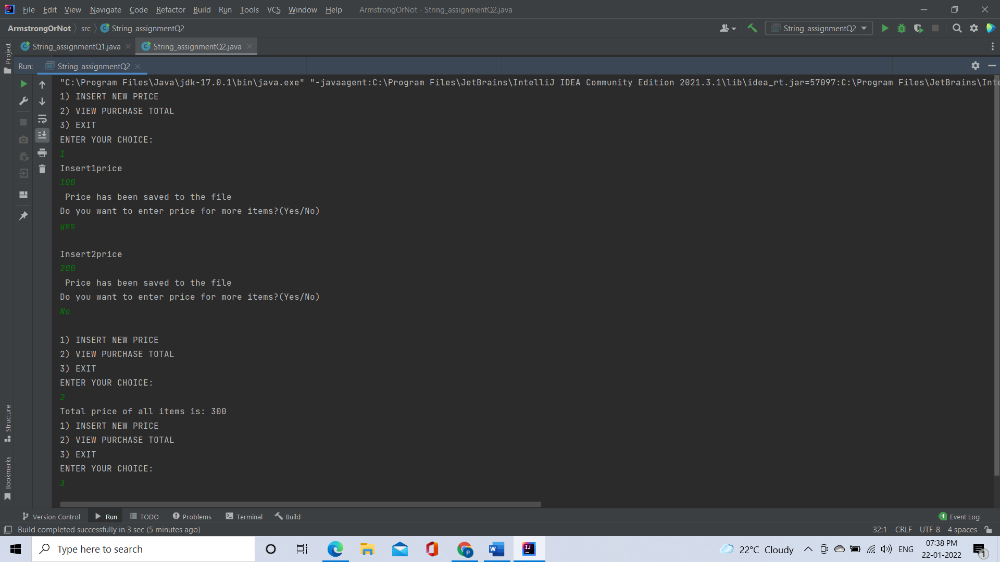 File Edit View Navigate Code Refactor Build Run Tools VCS Window Help ArmstrongOrNot - String_assignmentQ2.java
ArmstrongOrNot src String_assignmentQ2 String_assignmentQ2
String_assignmentQ1.java String_assignmentQ2.java
Project
Run: String_assignmentQ2
"C:\Program Files\Java\jdk-17.0.1\bin\java.exe" "-javaagent:C:\Program Files\JetBrains\IntelliJ IDEA Community Edition 2021.3.1\lib\idea_rt.jar=57097:C:\Program Files\JetBrains\Inte
1) INSERT NEW PRICE
2) VIEW PURCHASE TOTAL
3) EXIT
ENTER YOUR CHOICE:
1
Insert1price
100
Price has been saved to the file
Do you want to enter price for more items?(Yes/No)
yes
Insert2price
200
Price has been saved to the file
Do you want to enter price for more items?(Yes/No)
No
1) INSERT NEW PRICE
2) VIEW PURCHASE TOTAL
3) EXIT
ENTER YOUR CHOICE:
2
Total price of all items is: 300
1) INSERT NEW PRICE
2) VIEW PURCHASE TOTAL
3) EXIT
ENTER YOUR CHOICE:
3
Structure
Bookmarks
Version Control Run TODO Problems Terminal Build 1 Event Log
Build completed successfully in 3 sec (5 minutes ago) 32:1 CRLF UTF-8 4 spaces
Type here to search 22°C Cloudy ENG 07:38 PM
22-01-2022 1